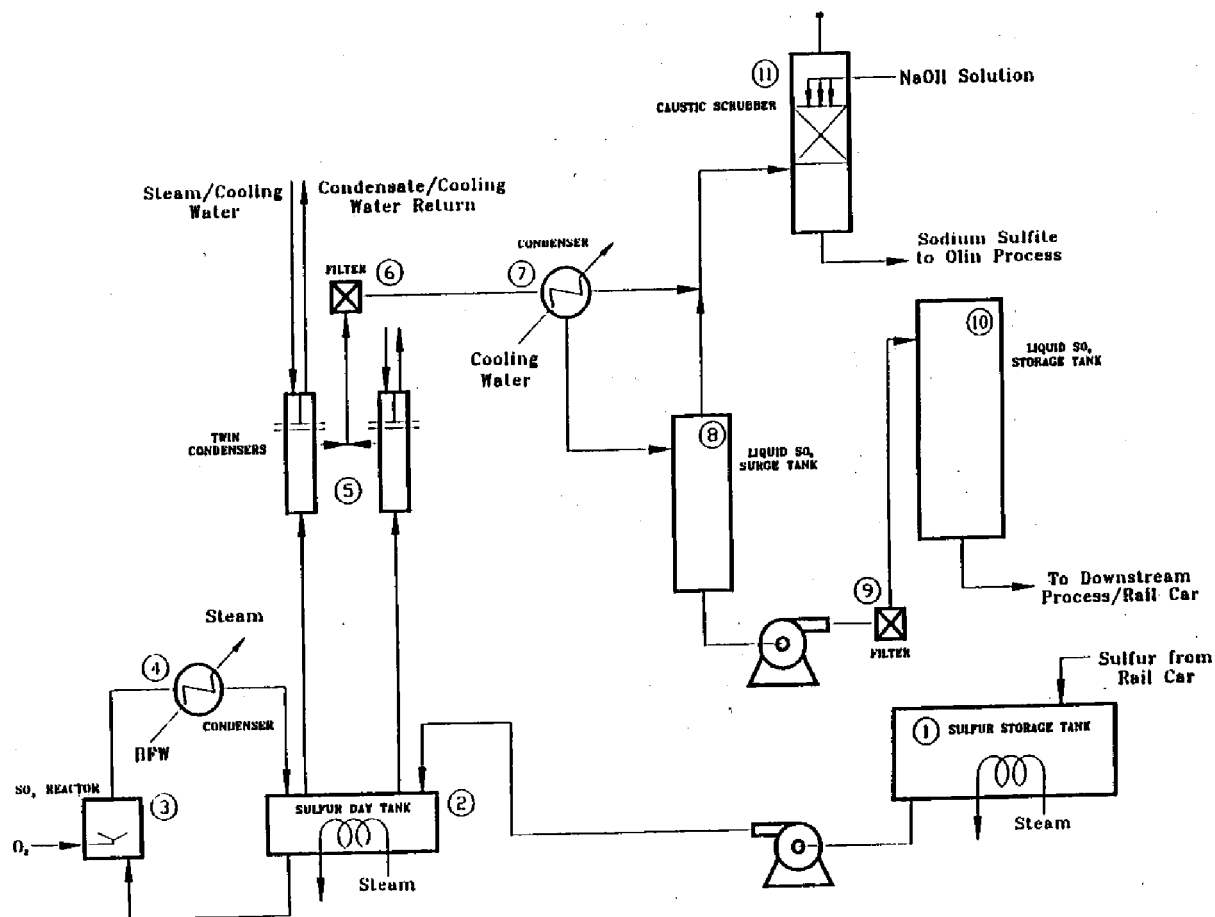 11
NaOH Solution
CAUSTIC SCRUBBER
Steam/Cooling
Water
Condensate/Cooling
Water Return
Sodium Sulfite
to Olin Process
CONDENSER
7
FILTER
6
10
LIQUID SO₂
STORAGE TANK
Cooling
Water
8
LIQUID SO₂
SURGE TANK
TWIN
CONDENSERS
5
To Downstream
Process/Rail Car
9
FILTER
Steam
4
CONDENSER
BFW
Sulfur from
Rail Car
1
SULFUR STORAGE TANK
Steam
SO₂ REACTOR
3
O₂
SULFUR DAY TANK
2
Steam